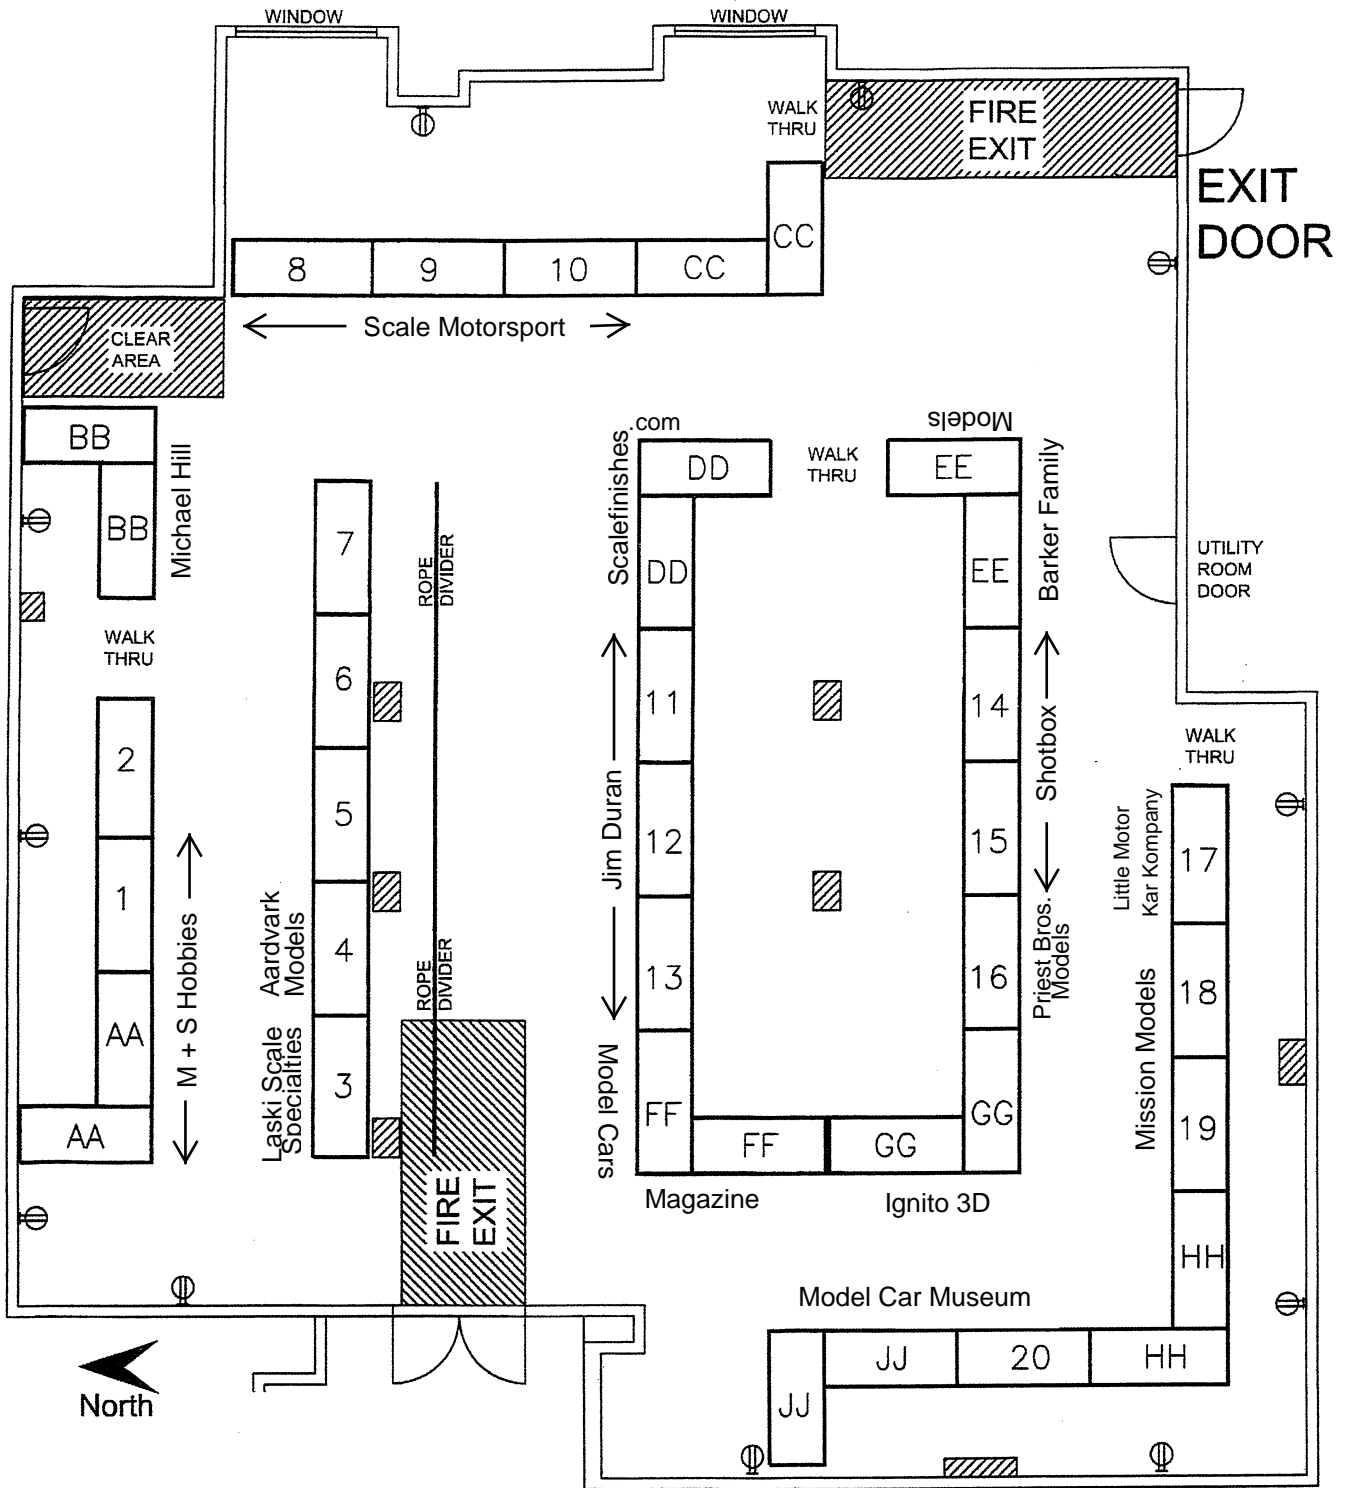 WINDOW
WINDOW
WALK
THRU
FIRE
EXIT
EXIT
DOOR
CC
8
9
10
CC
Scale Motorsport
CLEAR
AREA
BB
BB
Michael Hill
WALK
THRU
2
1
AA
AA
M + S Hobbies
7
6
5
4
3
Aardvark
Models
Laski Scale
Specialties
ROPE
DIVIDER
ROPE
DIVIDER
FIRE
EXIT
Scalefinishes.com
DD
DD
WALK
THRU
Models
EE
EE
Barker Family
11
12
13
Jim Duran
FF
FF
Model Cars
Magazine
14
15
16
Shotbox
Priest Bros.
Models
GG
GG
Ignito 3D
UTILITY
ROOM
DOOR
WALK
THRU
Little Motor
Kar Kompany
17
18
19
Mission Models
HH
HH
Model Car Museum
JJ
20
JJ
North